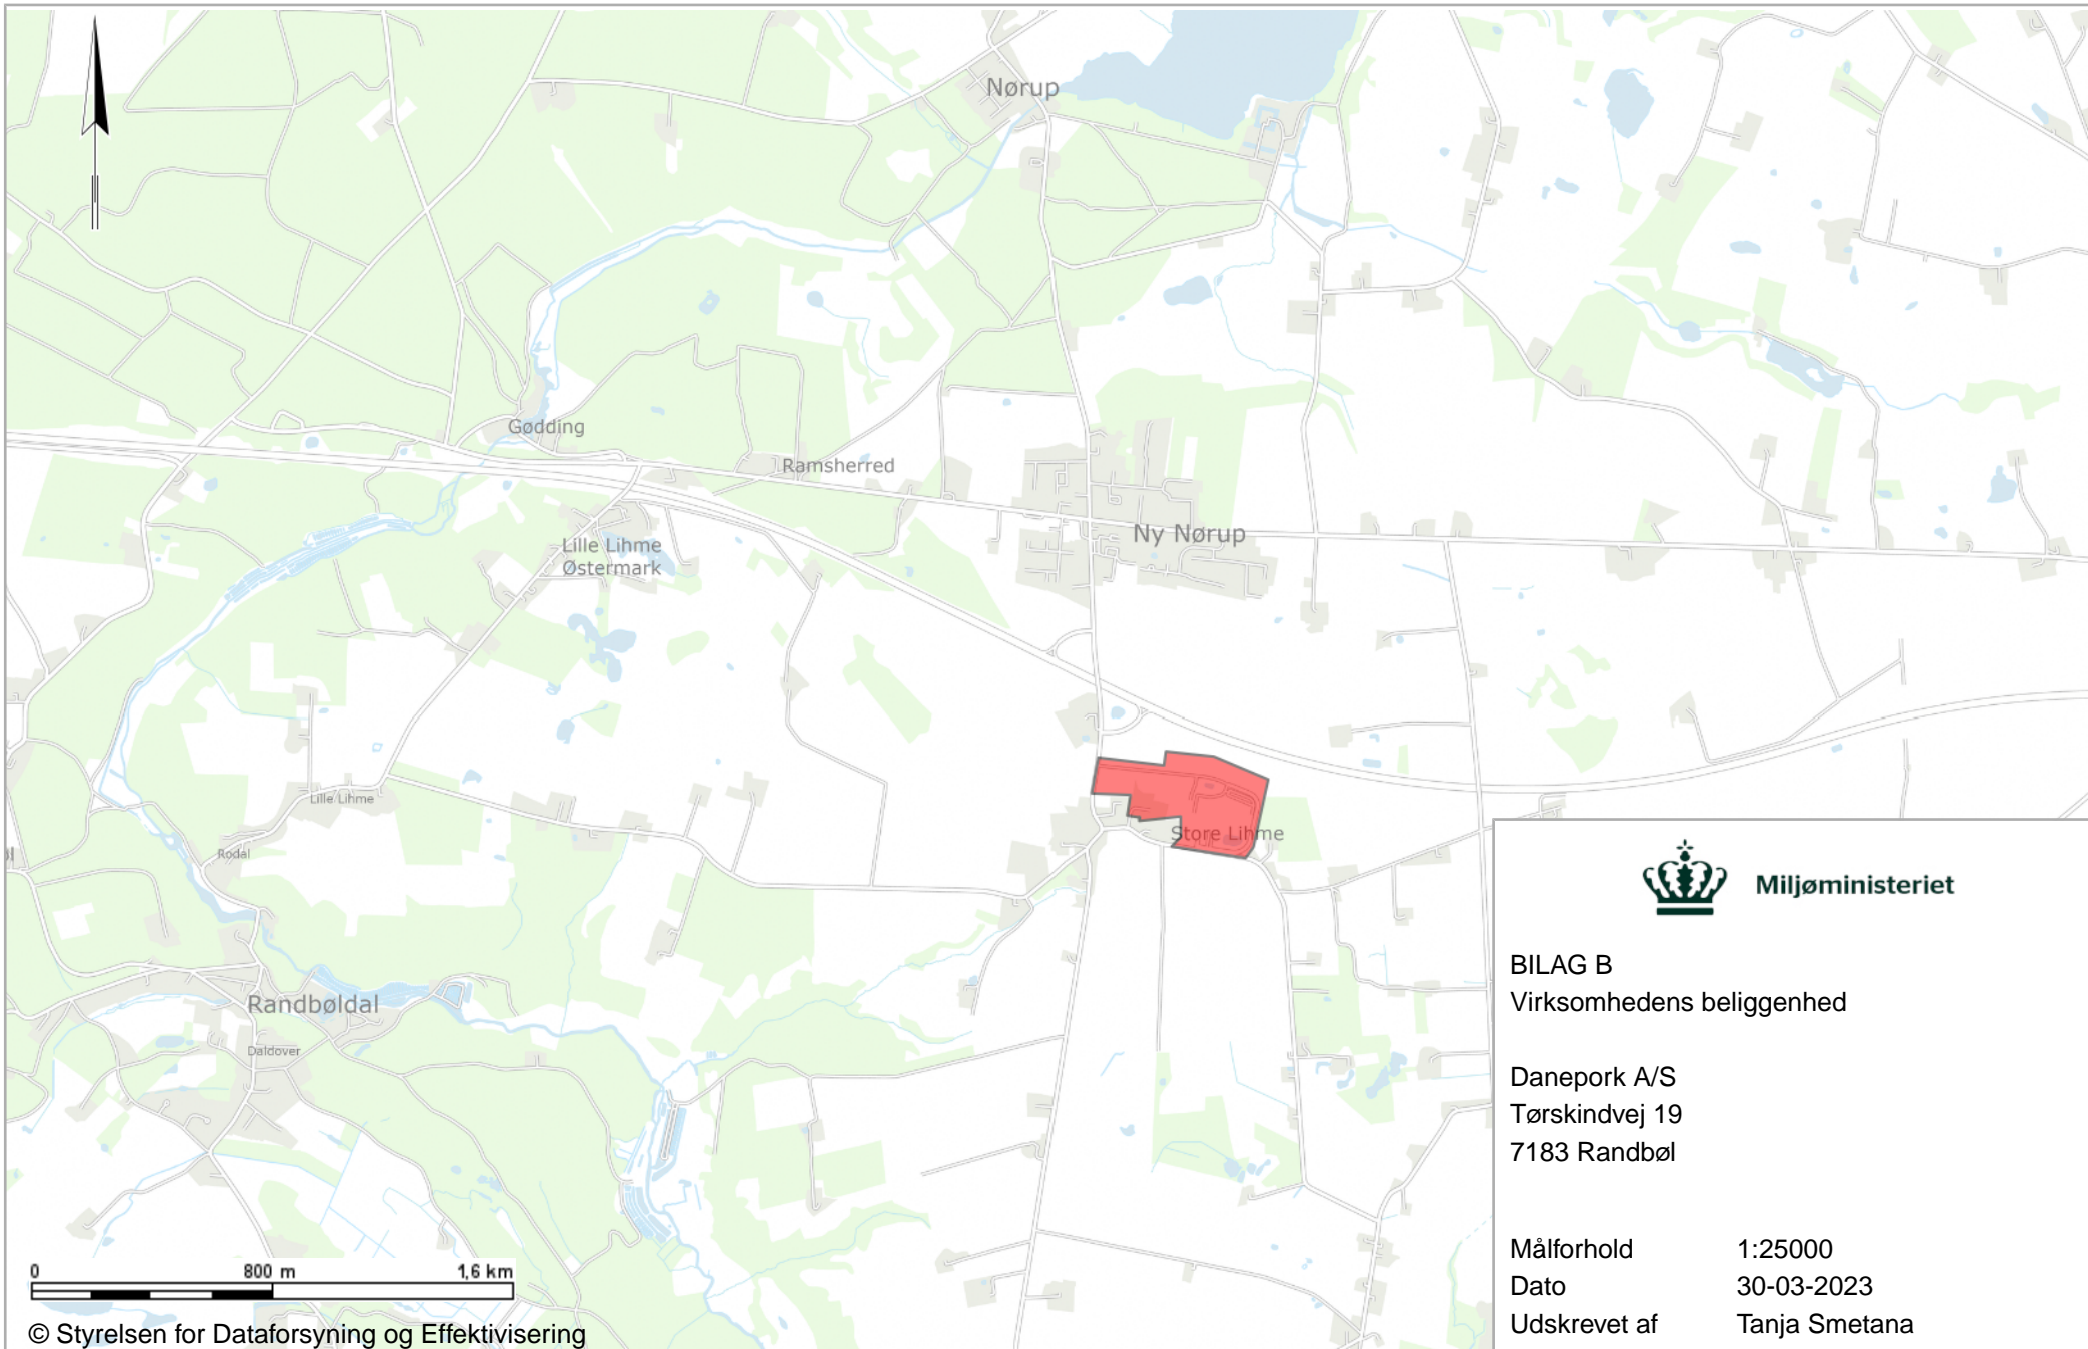 Nørup
Gødding
Ramsherred
Ny Nørup
Lille Lihme
Østermark
Lille Lihme
Store Lihme
Rodal
Randbøldal
Daldover
0 800 m 1,6 km
© Styrelsen for Dataforsyning og Effektivisering
Miljøministeriet
BILAG B
Virksomhedens beliggenhed
Danepork A/S
Tørskindvej 19
7183 Randbøl
Målforhold 1:25000
Dato 30-03-2023
Udskrevet af Tanja Smetana